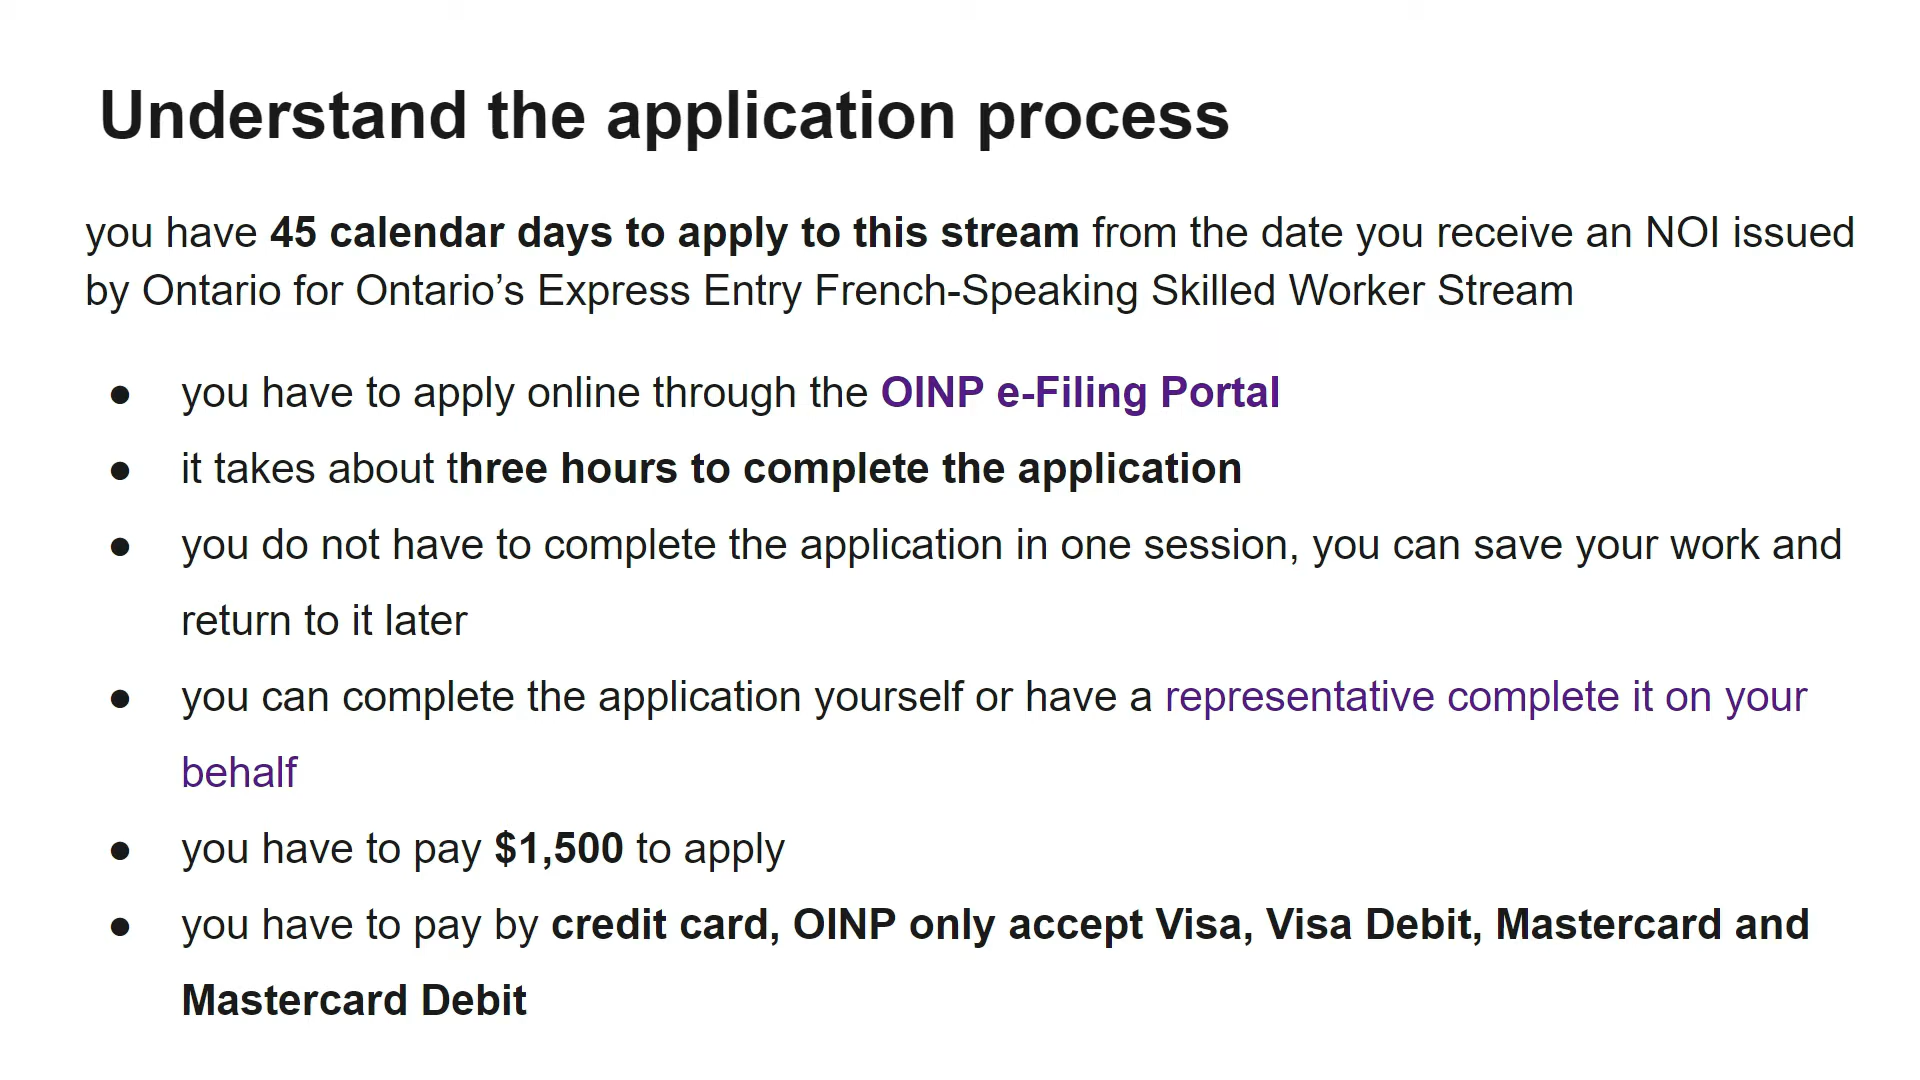 Understand the application process
you have 45 calendar days to apply to this stream from the date you receive an NOI issued
by Ontario for Ontario’s Express Entry French-Speaking Skilled Worker Stream
● you have to apply online through the OINP e-Filing Portal
● it takes about three hours to complete the application
● you do not have to complete the application in one session, you can save your work and
return to it later
● you can complete the application yourself or have a representative complete it on your
behalf
● you have to pay $1,500 to apply
● you have to pay by credit card, OINP only accept Visa, Visa Debit, Mastercard and
Mastercard Debit